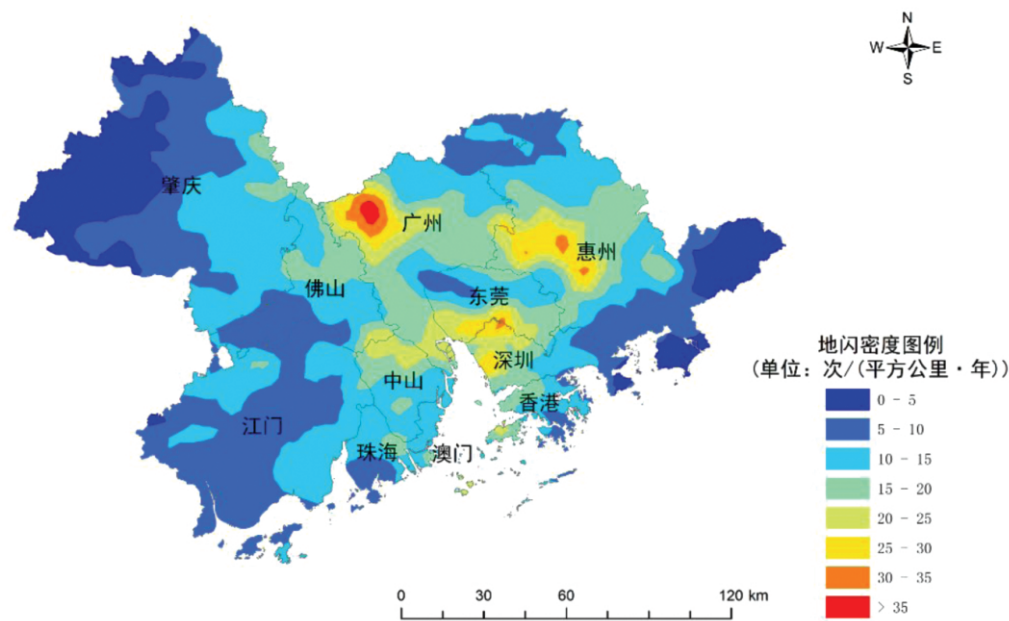 N
W E
S
肇庆
广州
惠州
佛山
东莞
深圳
中山
香港
江门
珠海
澳门
地闪密度图例
(单位：次/(平方公里·年))
0 - 5
5 - 10
10 - 15
15 - 20
20 - 25
25 - 30
30 - 35
> 35
0 30 60 120 km